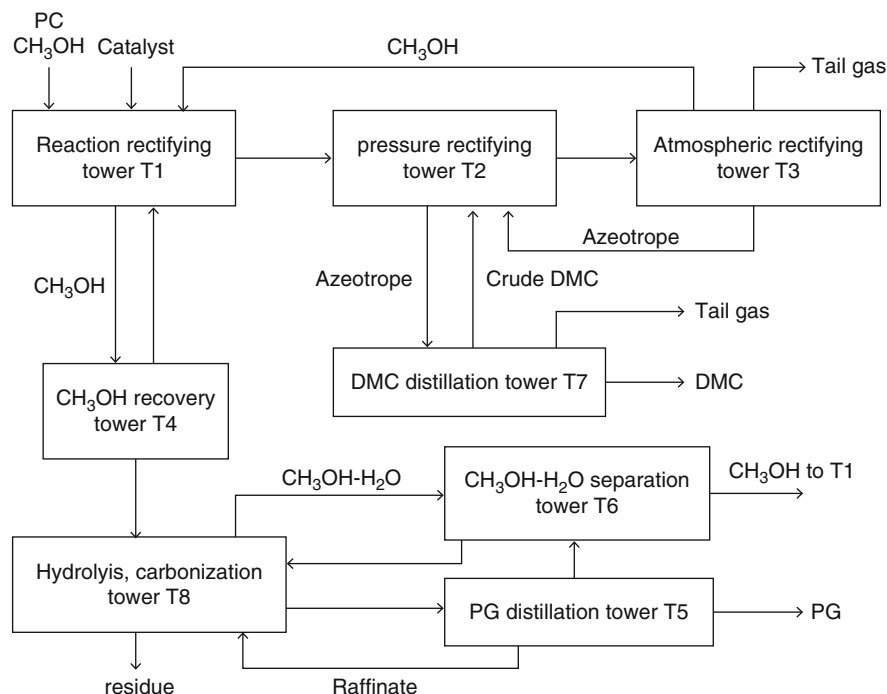 PC
CH₃OH
Catalyst
CH₃OH
Tail gas
Reaction rectifying
tower T1
pressure rectifying
tower T2
Atmospheric rectifying
tower T3
Azeotrope
CH₃OH
Azeotrope
Crude DMC
Tail gas
DMC distillation tower T7
DMC
CH₃OH recovery
tower T4
CH₃OH-H₂O
CH₃OH-H₂O separation
tower T6
CH₃OH to T1
Hydrolyis, carbonization
tower T8
PG distillation tower T5
PG
residue
Raffinate